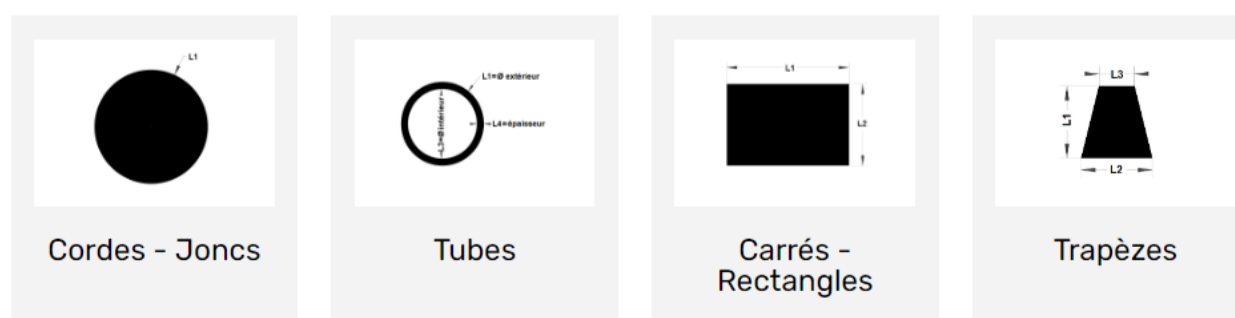 L1
Cordes - Joncs
L1=Ø extérieur
L3=Ø intérieur
L4=épaisseur
Tubes
L1
L2
Carrés -
Rectangles
L3
L1
L2
Trapèzes